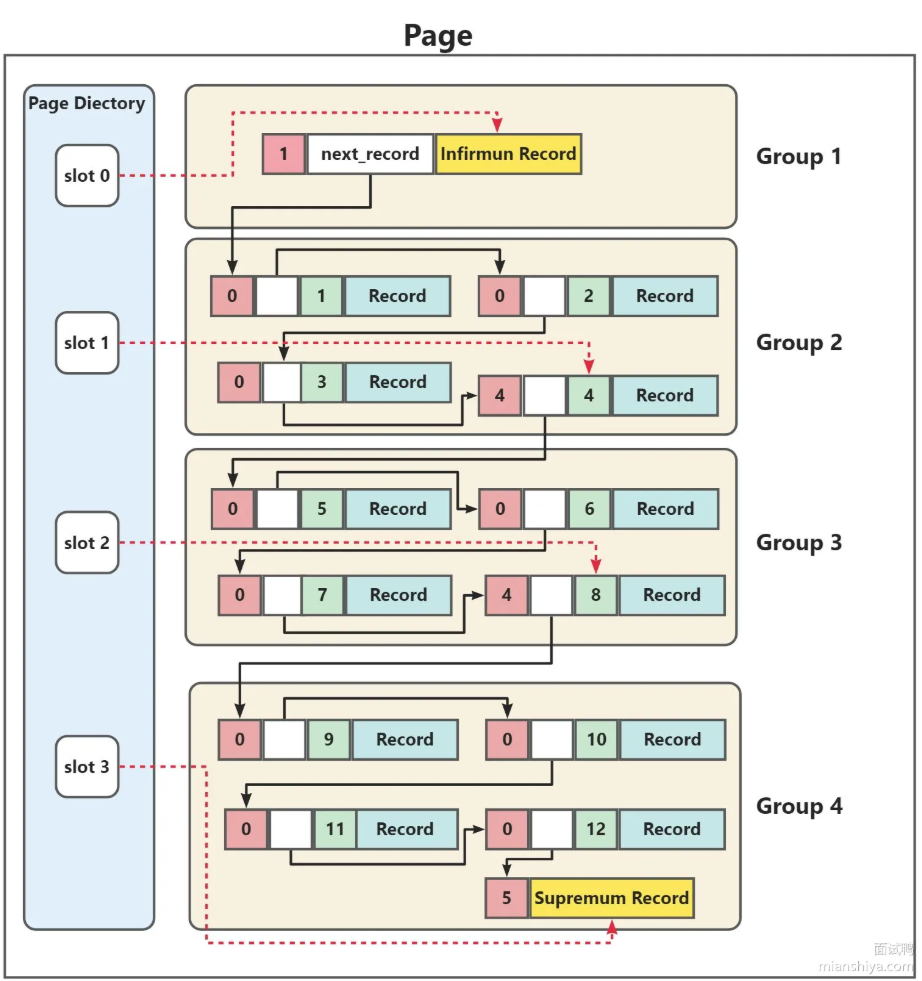 Page
Page Diectory
slot 0
1 next_record Infirmun Record
Group 1
0 1 Record
0 2 Record
slot 1
Group 2
0 3 Record
4 4 Record
0 5 Record
0 6 Record
slot 2
Group 3
0 7 Record
4 8 Record
0 9 Record
0 10 Record
slot 3
Group 4
0 11 Record
0 12 Record
5 Supremum Record
面试鸭
mianshiya.com